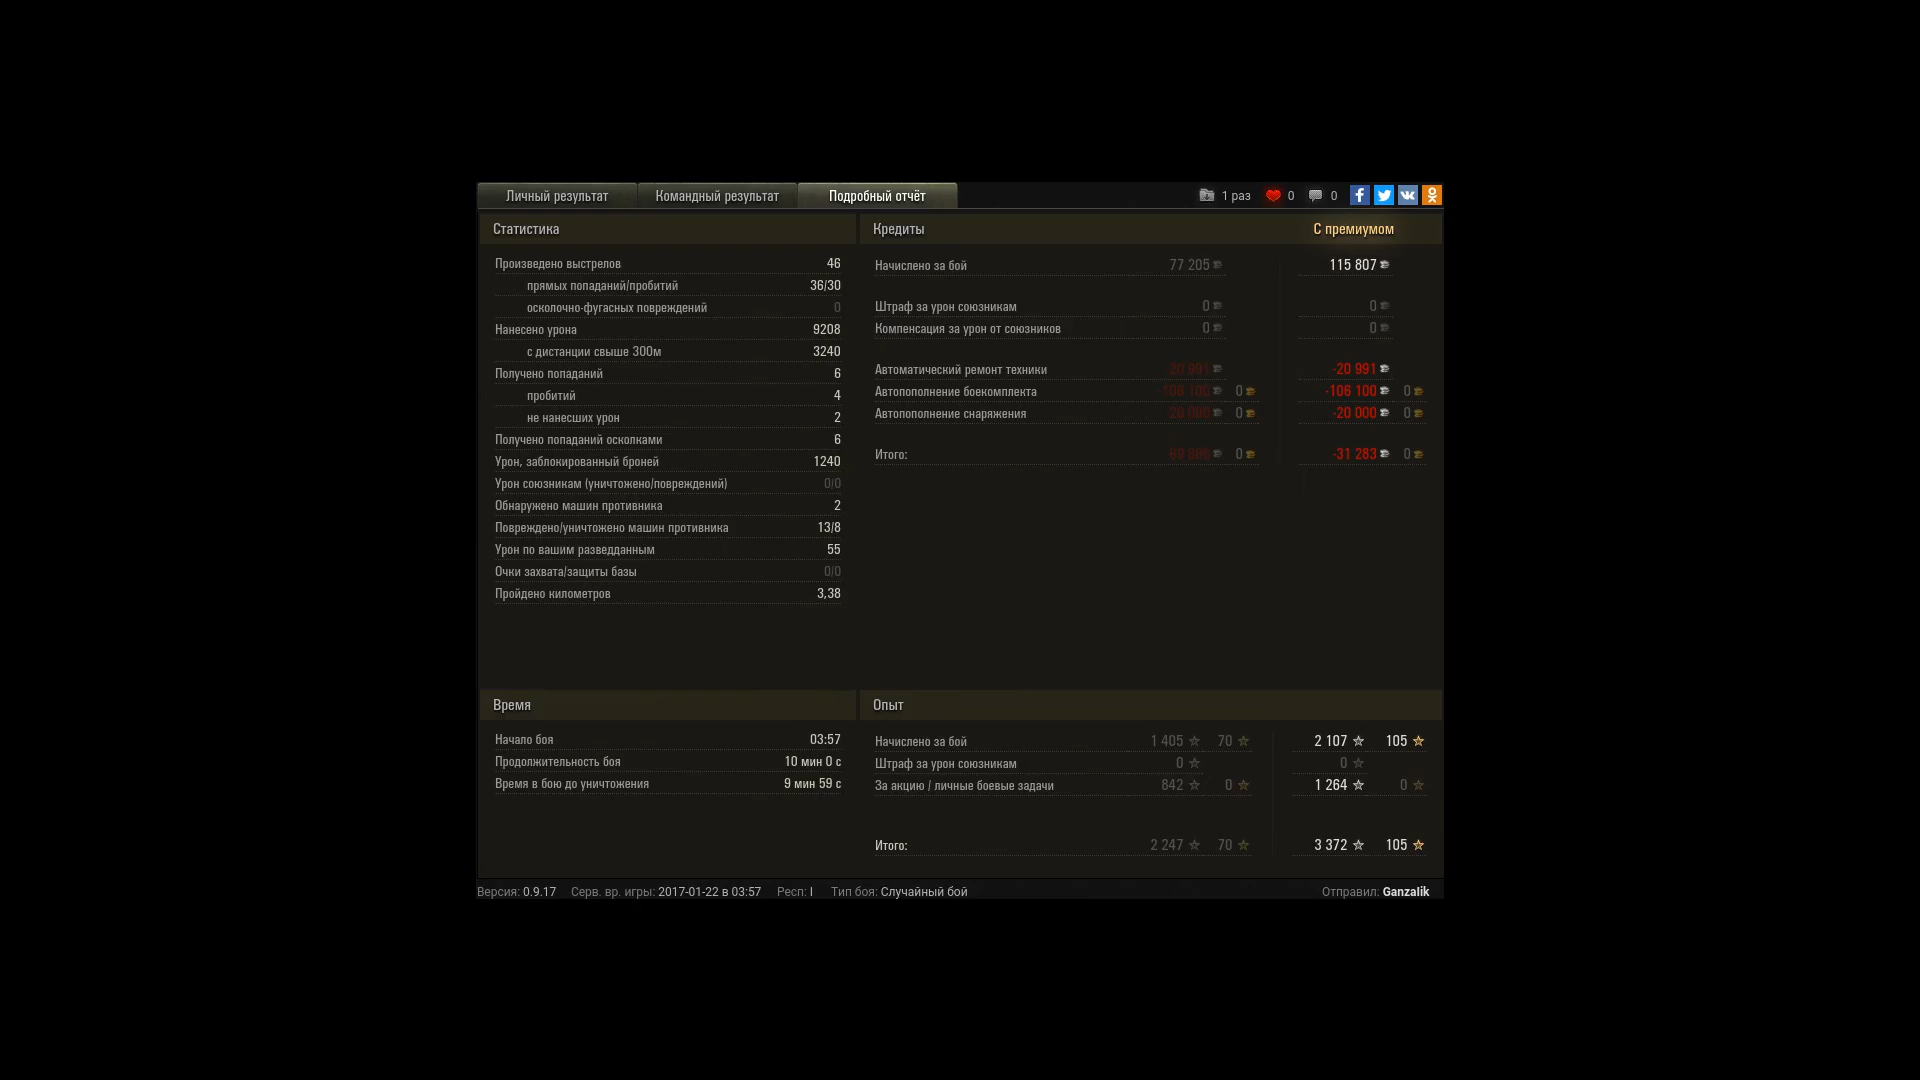 Личный результат Командный результат Подробный отчёт 1 раз 0 0
Статистика
Произведено выстрелов 46
прямых попаданий/пробитий 36/30
осколочно-фугасных повреждений 0
Нанесено урона 9208
с дистанции свыше 300м 3240
Получено попаданий 6
пробитий 4
не нанесших урон 2
Получено попаданий осколками 6
Урон, заблокированный броней 1240
Урон союзникам (уничтожено/повреждений) 0/0
Обнаружено машин противника 2
Повреждено/уничтожено машин противника 13/8
Урон по вашим разведданным 55
Очки захвата/защиты базы 0/0
Пройдено километров 3,38
Кредиты С премиумом
Начислено за бой 77 205 115 807
Штраф за урон союзникам 0 0
Компенсация за урон от союзников 0 0
Автоматический ремонт техники -20 991 -20 991
Автопополнение боекомплекта -106 100 0 -106 100 0
Автопополнение снаряжения -20 000 0 -20 000 0
Итого: 0 -31 283 0
Время
Начало боя 03:57
Продолжительность боя 10 мин 0 с
Время в бою до уничтожения 9 мин 59 с
Опыт
Начислено за бой 1 405 70 2 107 105
Штраф за урон союзникам 0 0
За акцию / личные боевые задачи 842 0 1 264 0
Итого: 2 247 70 3 372 105
Версия: 0.9.17 Серв. вр. игры: 2017-01-22 в 03:57 Респ: I Тип боя: Случайный бой Отправил: Ganzalik